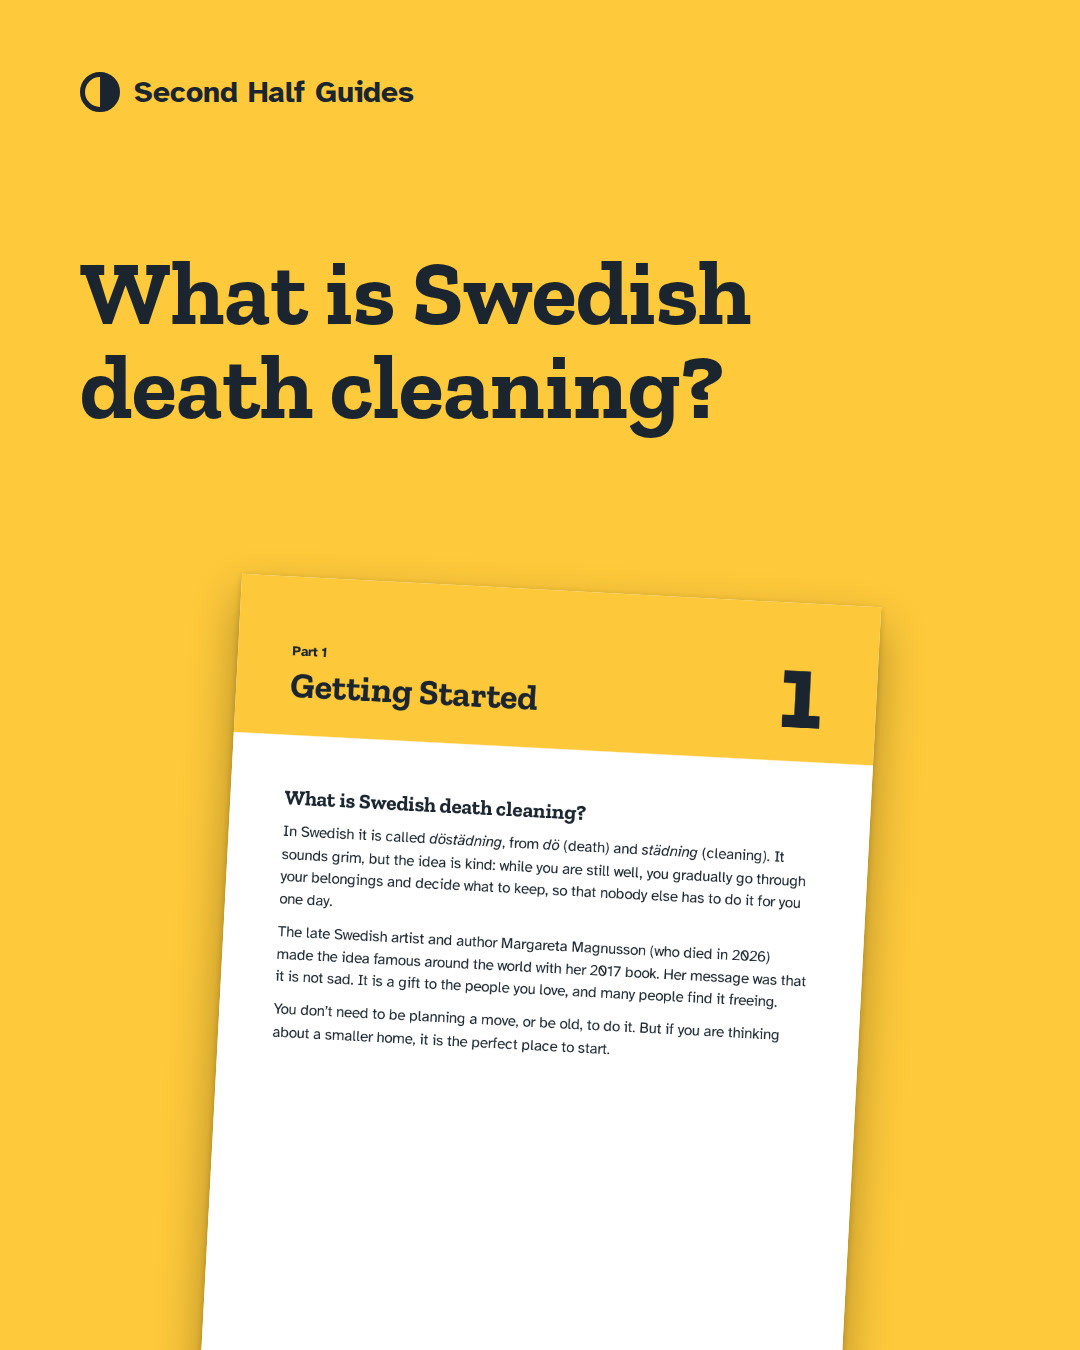 Second Half Guides
What is Swedish
death cleaning?
Part 1
Getting Started
1
What is Swedish death cleaning?
In Swedish it is called döstädning, from dö (death) and städning (cleaning). It
sounds grim, but the idea is kind: while you are still well, you gradually go through
your belongings and decide what to keep, so that nobody else has to do it for you
one day.
The late Swedish artist and author Margareta Magnusson (who died in 2026)
made the idea famous around the world with her 2017 book. Her message was that
it is not sad. It is a gift to the people you love, and many people find it freeing.
You don't need to be planning a move, or be old, to do it. But if you are thinking
about a smaller home, it is the perfect place to start.